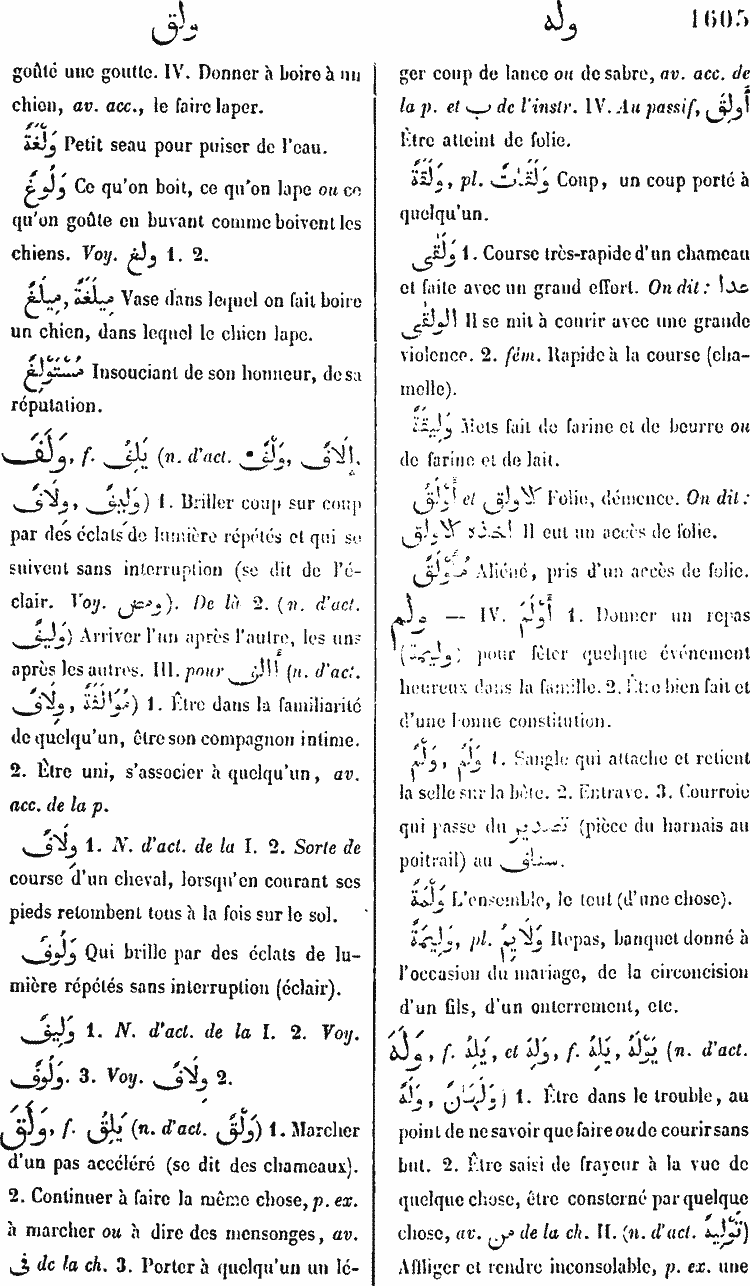 ولق
وله
1605
goûté une goutte. IV. Donner à boire à un
chien, av. acc., le faire laper.
وَلْغَةٌ Petit seau pour puiser de l'eau.
وَلُوغٌ Ce qu'on boit, ce qu'on lape ou ce
qu'on goûte en buvant comme boivent les
chiens. Voy. ولغ 1. 2.
مِيلَغٌ, مِيلَغَةٌ Vase dans lequel on fait boire
un chien, dans lequel le chien lape.
مُسْتَوْلِغٌ Insouciant de son honneur, de sa
réputation.
وَلَفَ, f. يَلِفُ (n. d'act. وَلْفٌ, إِلَافٌ,
وِلَافٌ, وَلِيفٌ) 1. Briller coup sur coup
par des éclats de lumière répétés et qui se
suivent sans interruption (se dit de l'é-
clair. Voy. ومض). De là 2. (n. d'act.
وَلِيفٌ) Arriver l'un après l'autre, les uns
après les autres. III. pour (n. d'act.
وِلَافٌ, مُوَالَفَةٌ) 1. Être dans la familiarité
de quelqu'un, être son compagnon intime.
2. Être uni, s'associer à quelqu'un, av.
acc. de la p.
وِلَافٌ 1. N. d'act. de la I. 2. Sorte de
course d'un cheval, lorsqu'en courant ses
pieds retombent tous à la fois sur le sol.
وَلُوفٌ Qui brille par des éclats de lu-
mière répétés sans interruption (éclair).
وَلِيفٌ 1. N. d'act. de la I. 2. Voy.
وَلُوفٌ. 3. Voy. وِلَافٌ 2.
وَلَقَ, f. يَلِقُ (n. d'act. وَلْقٌ) 1. Marcher
d'un pas accéléré (se dit des chameaux).
2. Continuer à faire la même chose, p. ex.
à marcher ou à dire des mensonges, av.
فى de la ch. 3. Porter à quelqu'un un lé-
ger coup de lance ou de sabre, av. acc. de
la p. et ب de l'instr. IV. Au passif, أُولِقَ
Être atteint de folie.
وَلْقَةٌ, pl. وَلَقَاتٌ Coup, un coup porté à
quelqu'un.
وَلَقَى 1. Course très-rapide d'un chameau
et faite avec un grand effort. On dit: عدا
الولقى Il se mit à courir avec une grande
violence. 2. fém. Rapide à la course (cha-
melle).
وَلِيقَةٌ Mets fait de farine et de beurre ou
de farine et de lait.
أَوْلَقٌ et الاولق Folie, démence. On dit:
اخذه الاولق Il eut un accès de folie.
مُأَوْلَقٌ Aliéné, pris d'un accès de folie.
ولم — IV. أَوْلَمَ 1. Donner un repas
(وليمة) pour fêter quelque événement
heureux dans la famille. 2. Être bien fait et
d'une bonne constitution.
وَلْمٌ, وَلَمٌ 1. Sangle qui attache et retient
la selle sur la bête. 2. Entrave. 3. Courroie
qui passe du تصدير (pièce du harnais au
poitrail) au سناف.
وَلْمَةٌ L'ensemble, le tout (d'une chose).
وَلِيمَةٌ, pl. وَلَايِمُ Repas, banquet donné à
l'occasion du mariage, de la circoncision
d'un fils, d'un enterrement, etc.
وَلَهَ, f. يَلِهُ, et وَلِهَ, f. يَلِهُ, يَوْلَهُ (n. d'act.
وَلَهٌ, وَلَهَانٌ) 1. Être dans le trouble, au
point de ne savoir que faire ou de courir sans
but. 2. Être saisi de frayeur à la vue de
quelque chose, être consterné par quelque
chose, av. من de la ch. II. (n. d'act. تَوْلِيهٌ)
Affliger et rendre inconsolable, p. ex. une